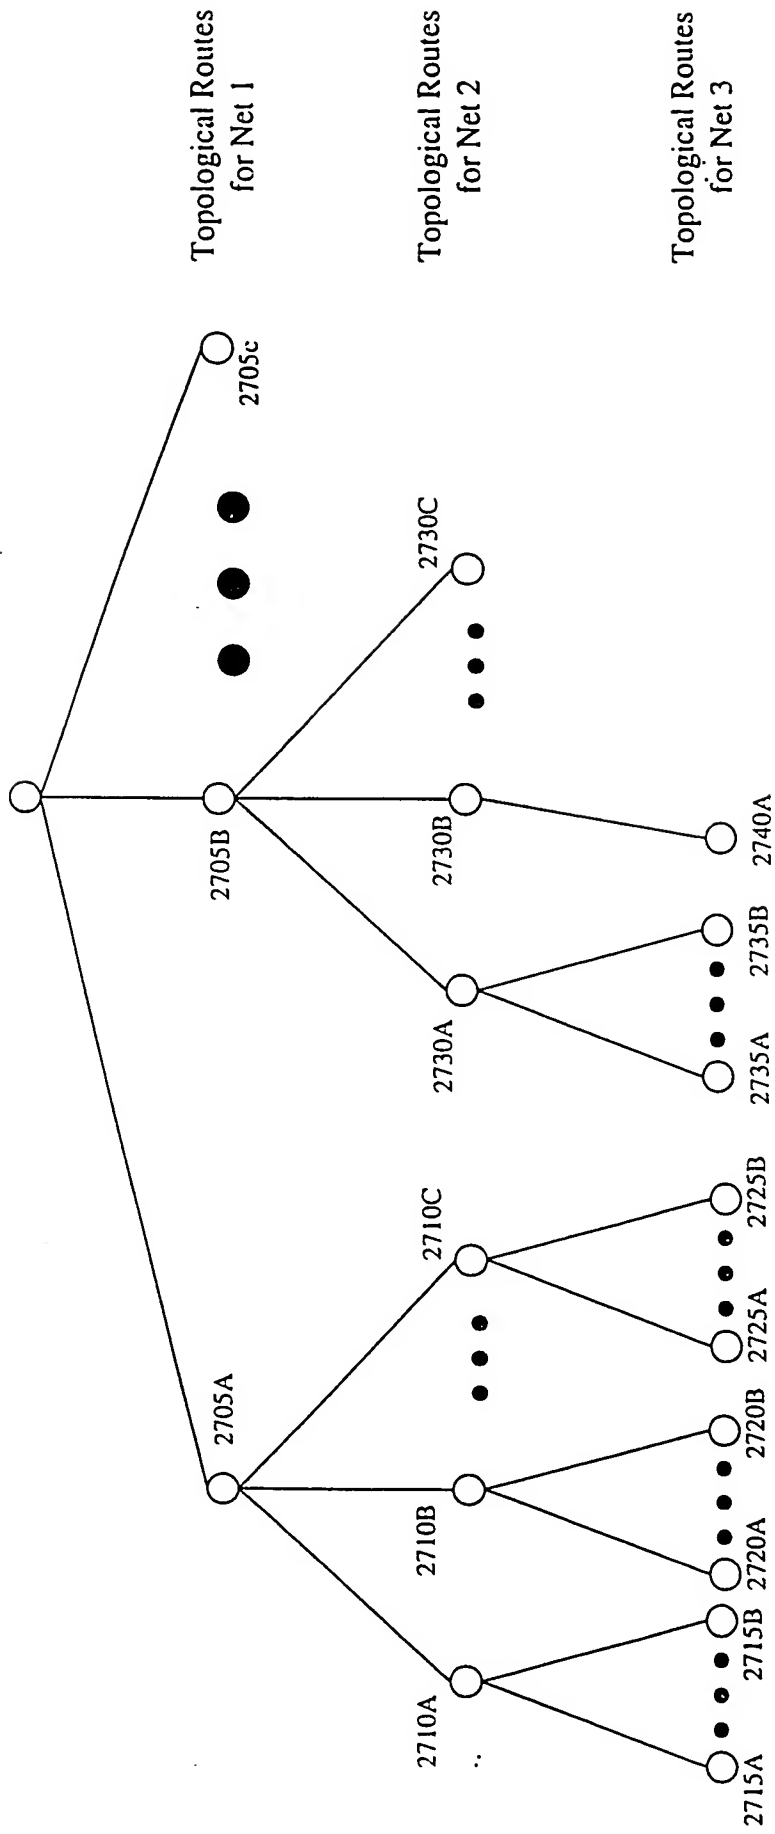 2705c
Topological Routes
for Net 1
2705A
2705B
2730C
Topological Routes
for Net 2
2710A
2710B
2710C
2730A
2730B
Topological Routes
for Net 3
2715A
2715B
2720A
2720B
2725A
2725B
2735A
2735B
2740A